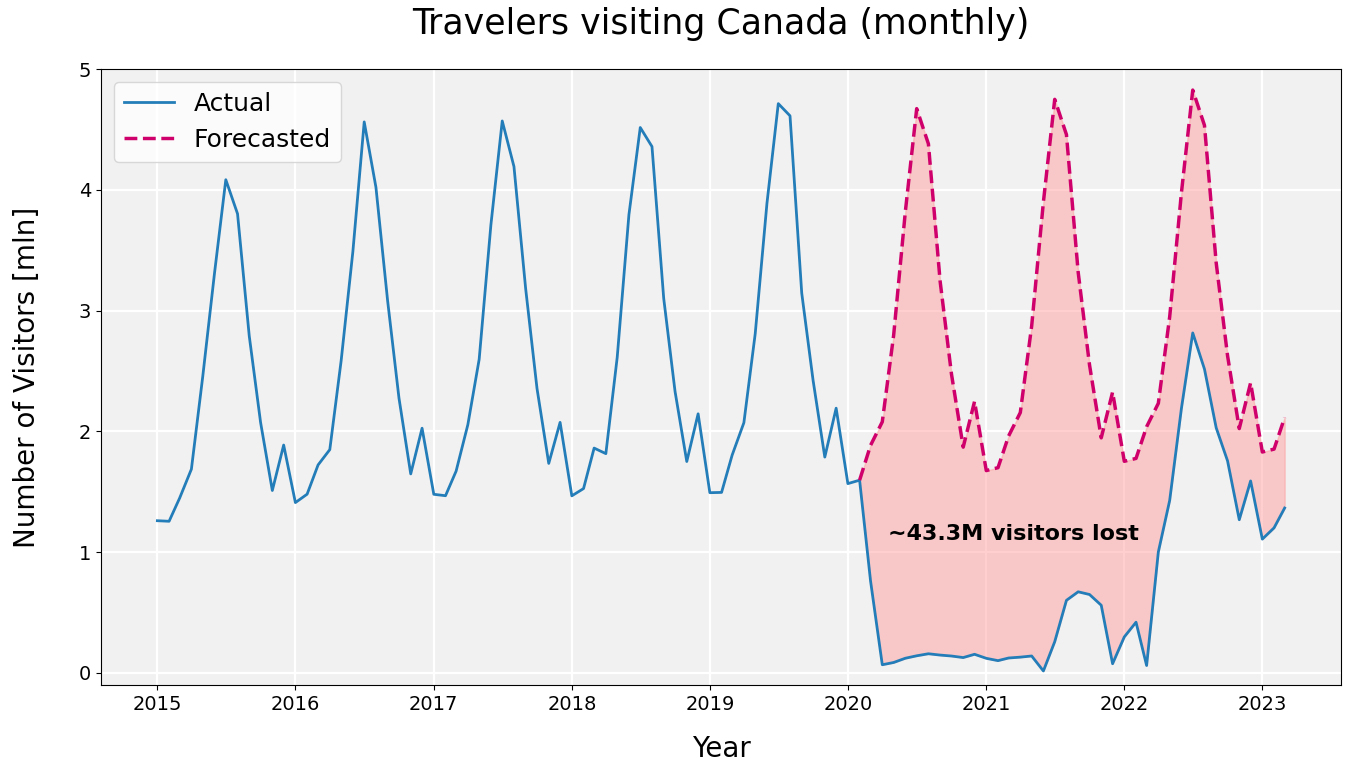 Travelers visiting Canada (monthly)
Number of Visitors [mln]
5
4
3
2
1
0
Actual
Forecasted
~43.3M visitors lost
2015 2016 2017 2018 2019 2020 2021 2022 2023
Year